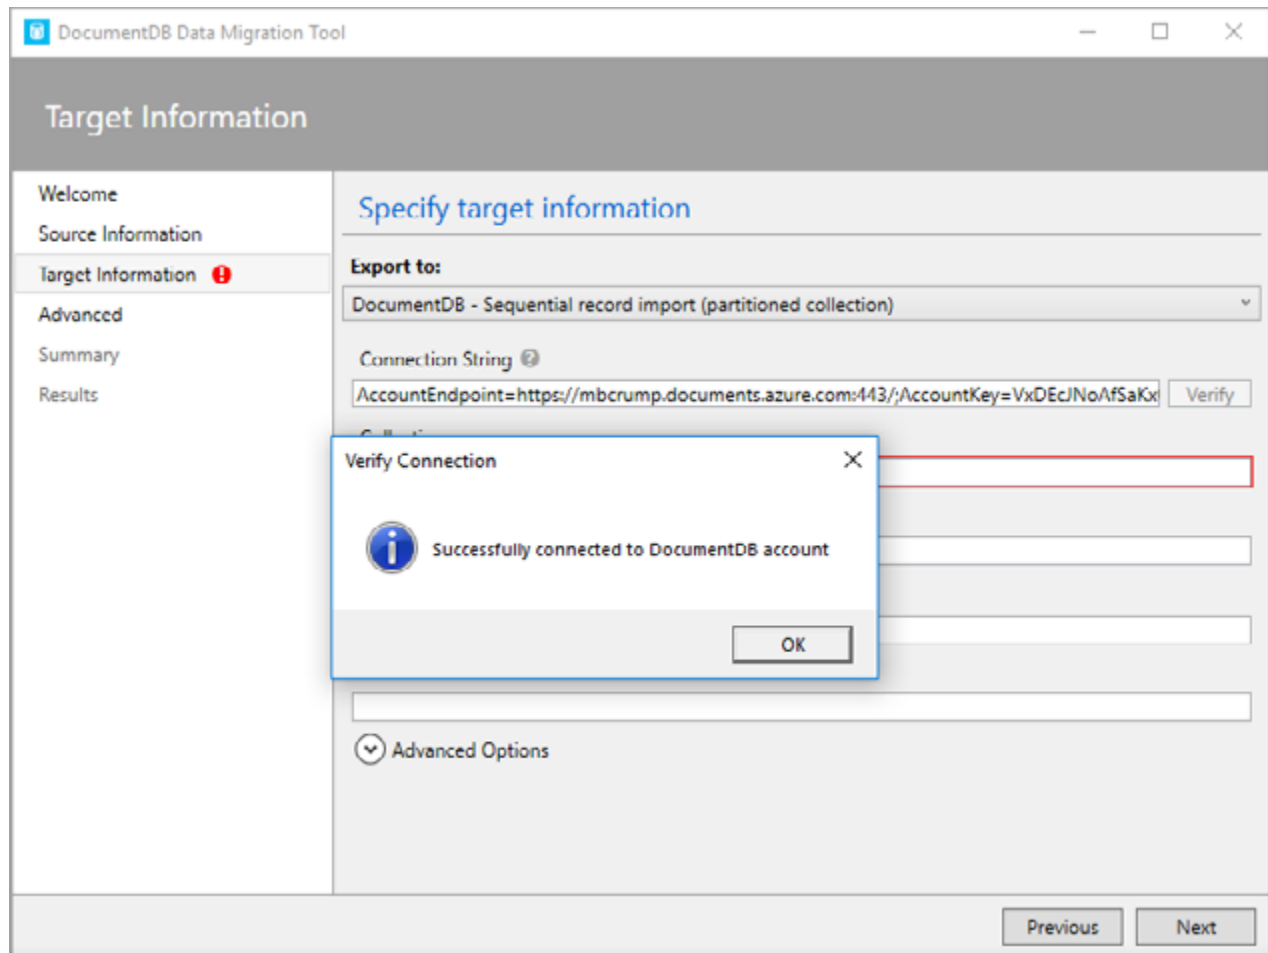 DocumentDB Data Migration Tool
Target Information
Welcome
Source Information
Target Information
Advanced
Summary
Results
Specify target information
Export to:
DocumentDB - Sequential record import (partitioned collection)
Connection String
AccountEndpoint=https://mbcrump.documents.azure.com:443/;AccountKey=VxDEcJNoAfSaKx
Verify
Verify Connection
Successfully connected to DocumentDB account
OK
Advanced Options
Previous
Next